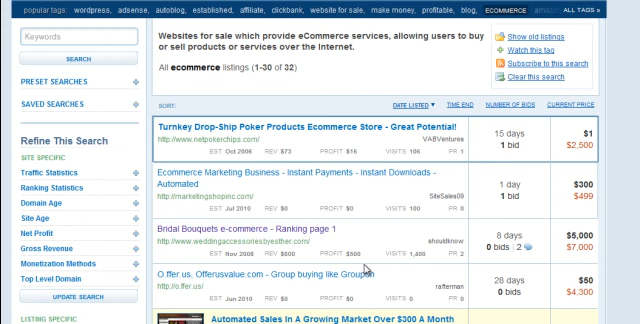 popular tags: wordpress, adsense, autoblog, established, affiliate, clickbank, website for sale, make money, profitable, blog, ECOMMERCE ALL TAGS »
Keywords
SEARCH
PRESET SEARCHES
SAVED SEARCHES
Refine This Search
SITE SPECIFIC
Traffic Statistics
Ranking Statistics
Domain Age
Site Age
Net Profit
Gross Revenue
Monetization Methods
Top Level Domain
UPDATE SEARCH
LISTING SPECIFIC
Websites for sale which provide eCommerce services, allowing users to buy
or sell products or services over the Internet.
All ecommerce listings (1-30 of 32)
Show old listings
Watch this tag
Subscribe to this search
Clear this search
SORT: DATE LISTED ▼ TIME END NUMBER OF BIDS CURRENT PRICE
Turnkey Drop-Ship Poker Products Ecommerce Store - Great Potential!
http://www.netpokerchips.com/ VABVentures
EST Oct 2006 REV $73 PROFIT $16 VISITS 106 PR 1
15 days
1 bid
$1
$2,500
Ecommerce Marketing Business - Instant Payments - Instant Downloads -
Automated
http://marketingshopinc.com/ SiteSales09
EST Jul 2010 REV $0 PROFIT $0 VISITS 100 PR 0
1 day
1 bid
$300
$499
Bridal Bouquets e-commerce - Ranking page 1
http://www.weddingaccessoriesbyesther.com/ shouldknow
EST Nov 2008 REV $600 PROFIT $500 VISITS 1,400 PR 2
8 days
0 bids | 2
$5,000
$7,000
O.ffer.us, Offerusvalue.com - Group buying like Groupon
http://o.ffer.us/ rafterman
EST Jun 2010 REV $0 PROFIT $0 VISITS 0 PR 0
28 days
0 bids
$50
$4,300
Automated Sales In A Growing Market Over $300 A Month